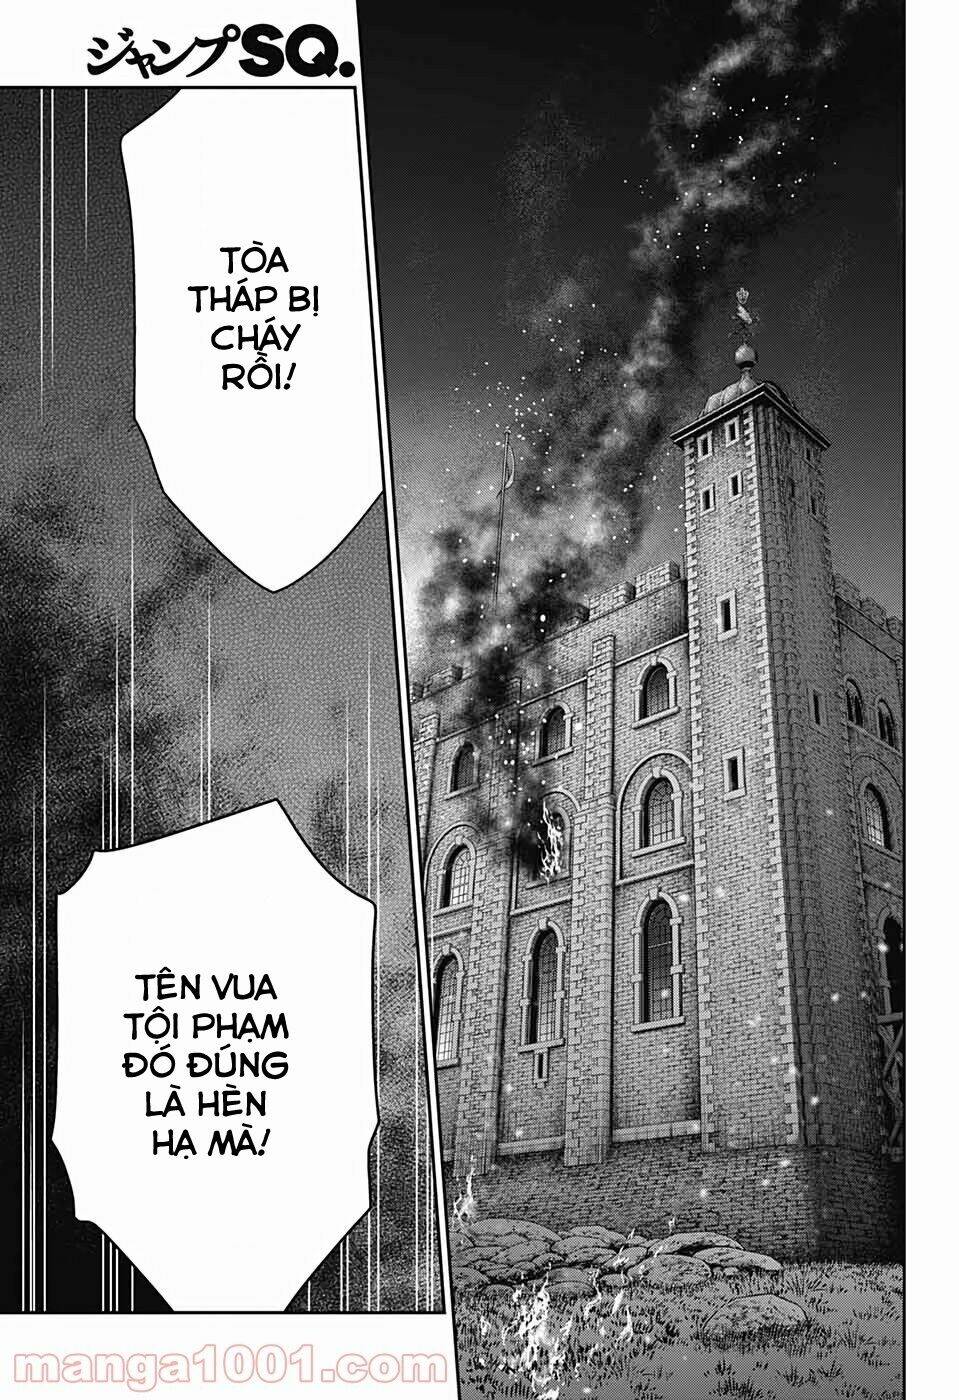 ジャンプSQ.
TÒA
THÁP BỊ
CHÁY
RỒI!
TÊN VUA
TỘI PHẠM
ĐÓ ĐÚNG
LÀ HÈN
HẠ MÀ!
manga1001.com